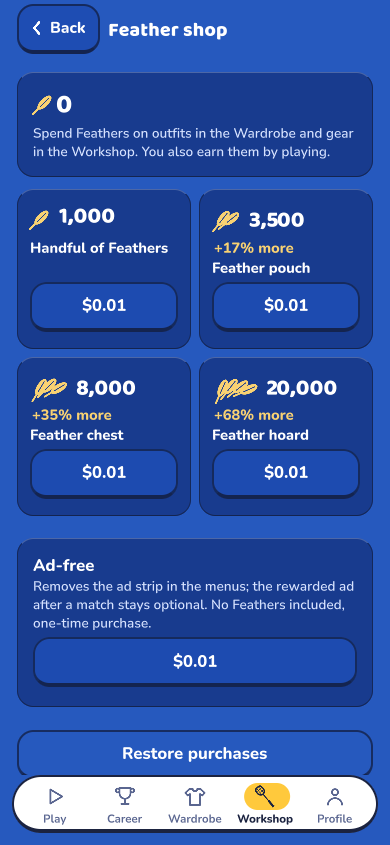 Back
Feather shop
0
Spend Feathers on outfits in the Wardrobe and gear
in the Workshop. You also earn them by playing.
1,000
Handful of Feathers
$0.01
3,500
+17% more
Feather pouch
$0.01
8,000
+35% more
Feather chest
$0.01
20,000
+68% more
Feather hoard
$0.01
Ad-free
Removes the ad strip in the menus; the rewarded ad
after a match stays optional. No Feathers included,
one-time purchase.
$0.01
Restore purchases
Play
Career
Wardrobe
Workshop
Profile